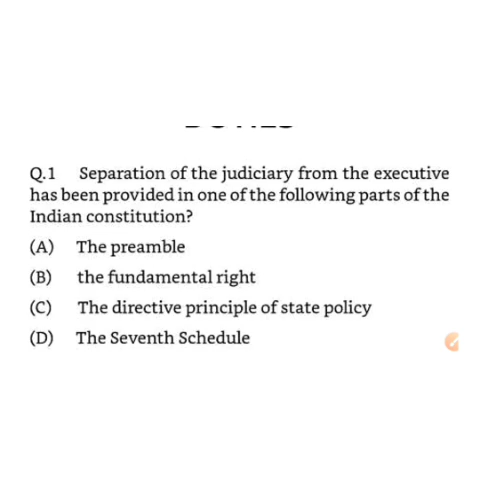 Q.1 Separation of the judiciary from the executive
has been provided in one of the following parts of the
Indian constitution?
(A) The preamble
(B) the fundamental right
(C) The directive principle of state policy
(D) The Seventh Schedule